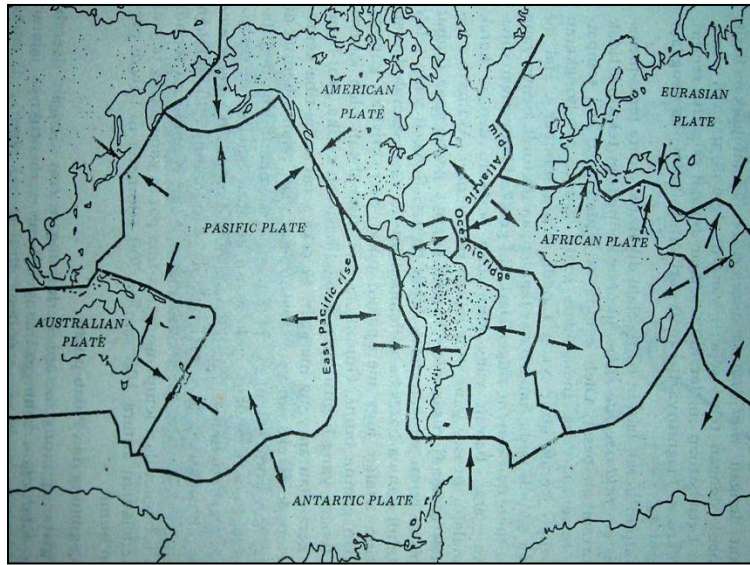 AMERICAN
PLATE
EURASIAN
PLATE
mid-Atlantic
Oceanic ridge
PASIFIC PLATE
AFRICAN PLATE
East Pacific rise
AUSTRALIAN
PLATE
ANTARTIC PLATE